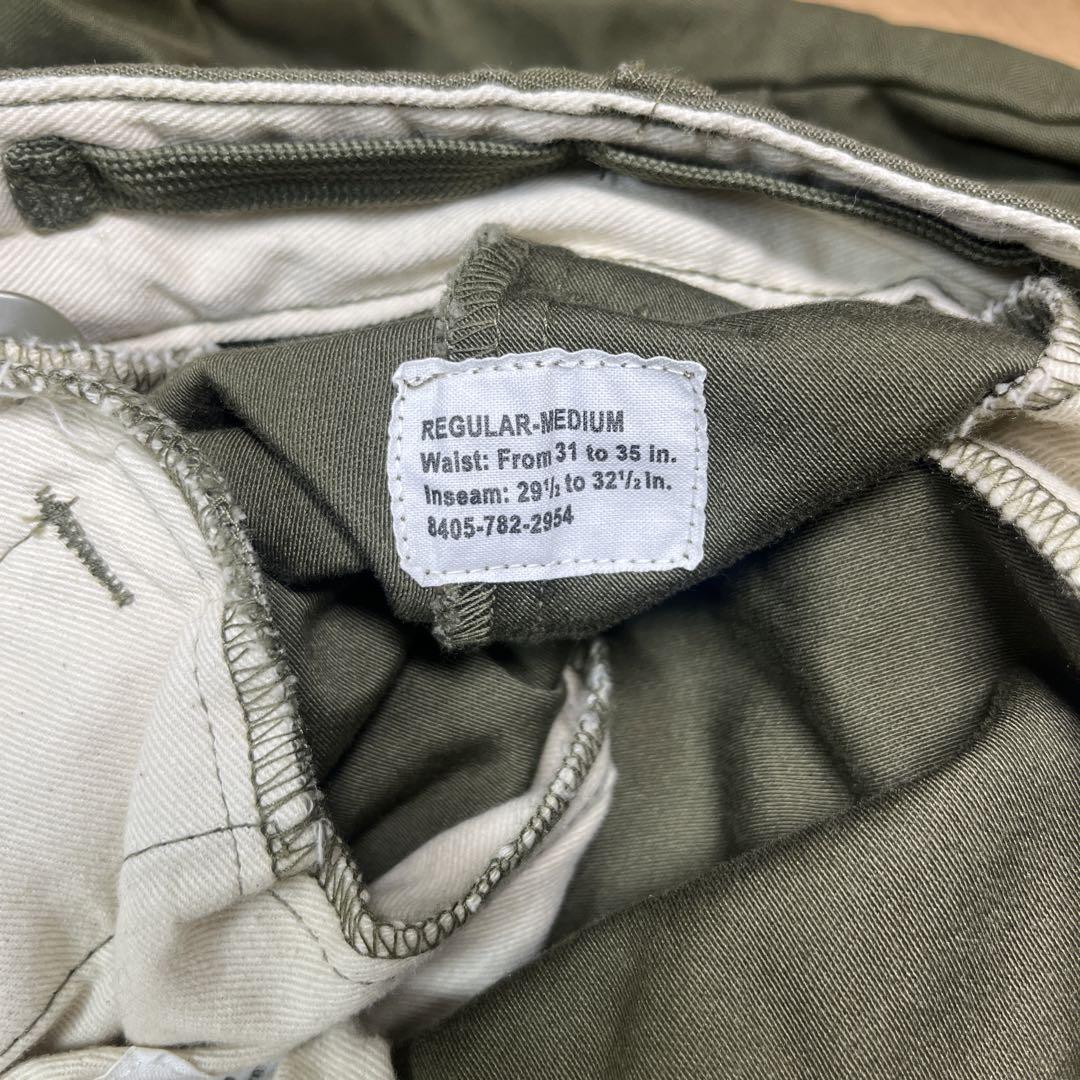 REGULAR-MEDIUM
Waist: From 31 to 35 in.
Inseam: 29½ to 32½ in.
8405-782-2954